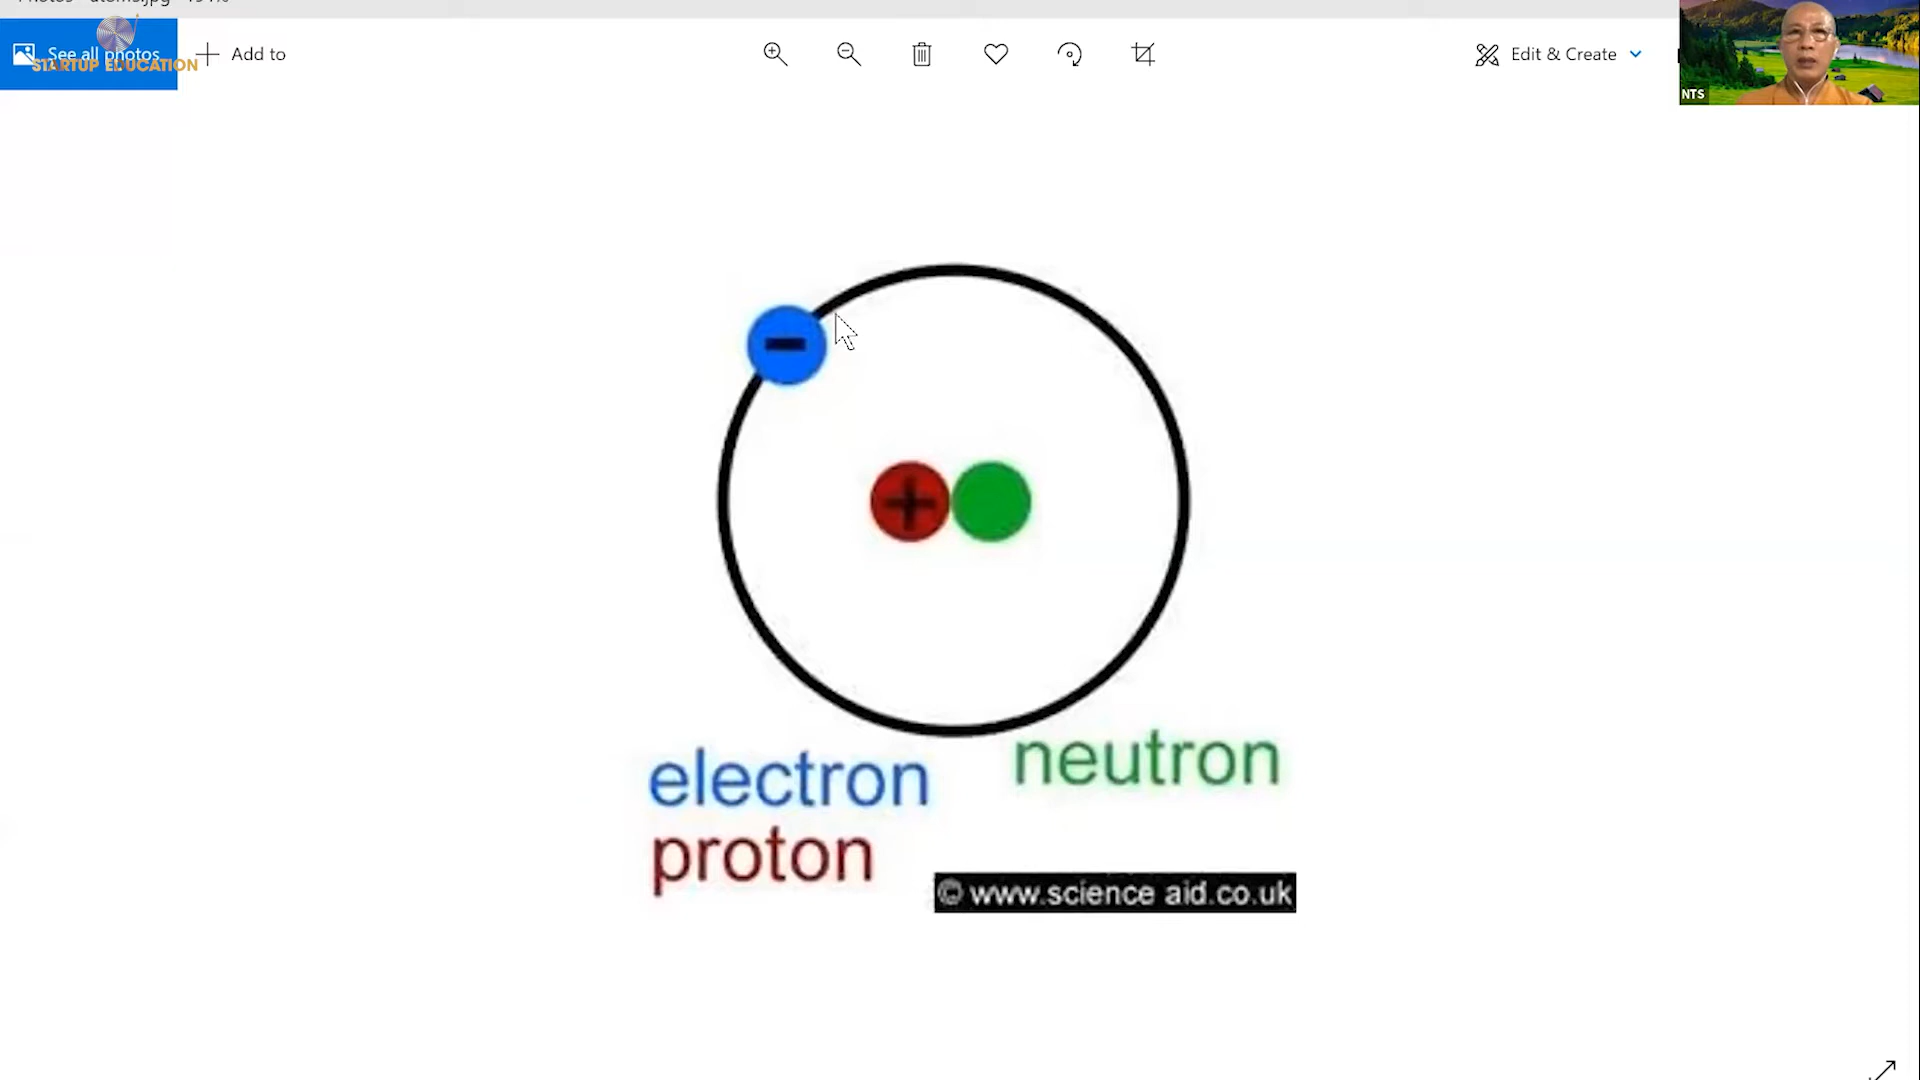 See all photos
STARTUP EDUCATION
Add to
Edit & Create
NTS
−
+
electron
neutron
proton
© www.science aid.co.uk